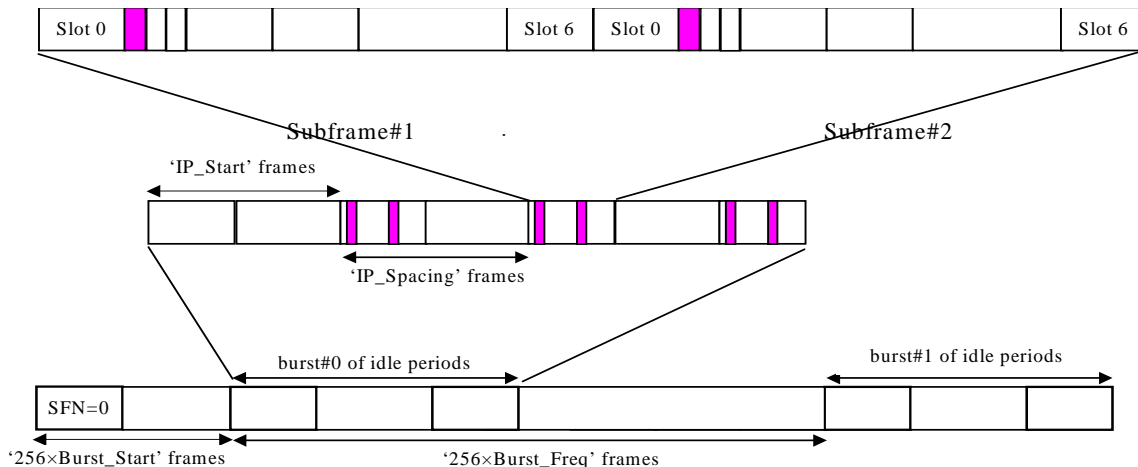 Slot 0 Slot 6 Slot 0 Slot 6
Subframe#1 Subframe#2
‘IP_Start’ frames
‘IP_Spacing’ frames
burst#0 of idle periods burst#1 of idle periods
SFN=0
‘256×Burst_Start’ frames ‘256×Burst_Freq’ frames